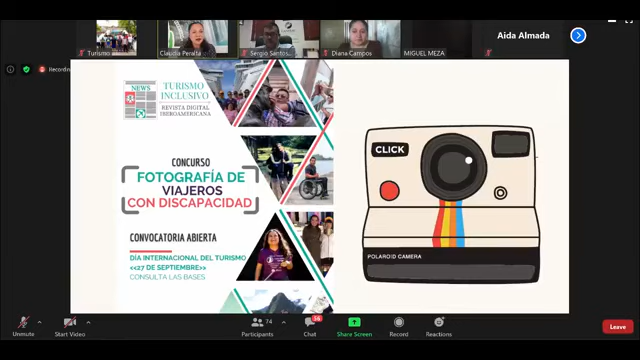 Turismo
Claudia Peralta
Sergio Santos...
Diana Campos
MIGUEL MEZA
Aida Almada
Recording
NEWS
TURISMO
INCLUSIVO
REVISTA DIGITAL
IBEROAMERICANA
CONCURSO
FOTOGRAFÍA DE
VIAJEROS
CON DISCAPACIDAD
CONVOCATORIA ABIERTA
DÍA INTERNACIONAL DEL TURISMO
<<27 DE SEPTIEMBRE>>
CONSULTA LAS BASES
CLICK
POLAROID CAMERA
Unmute
Start Video
Participants
74
Chat
56
Share Screen
Record
Reactions
Leave